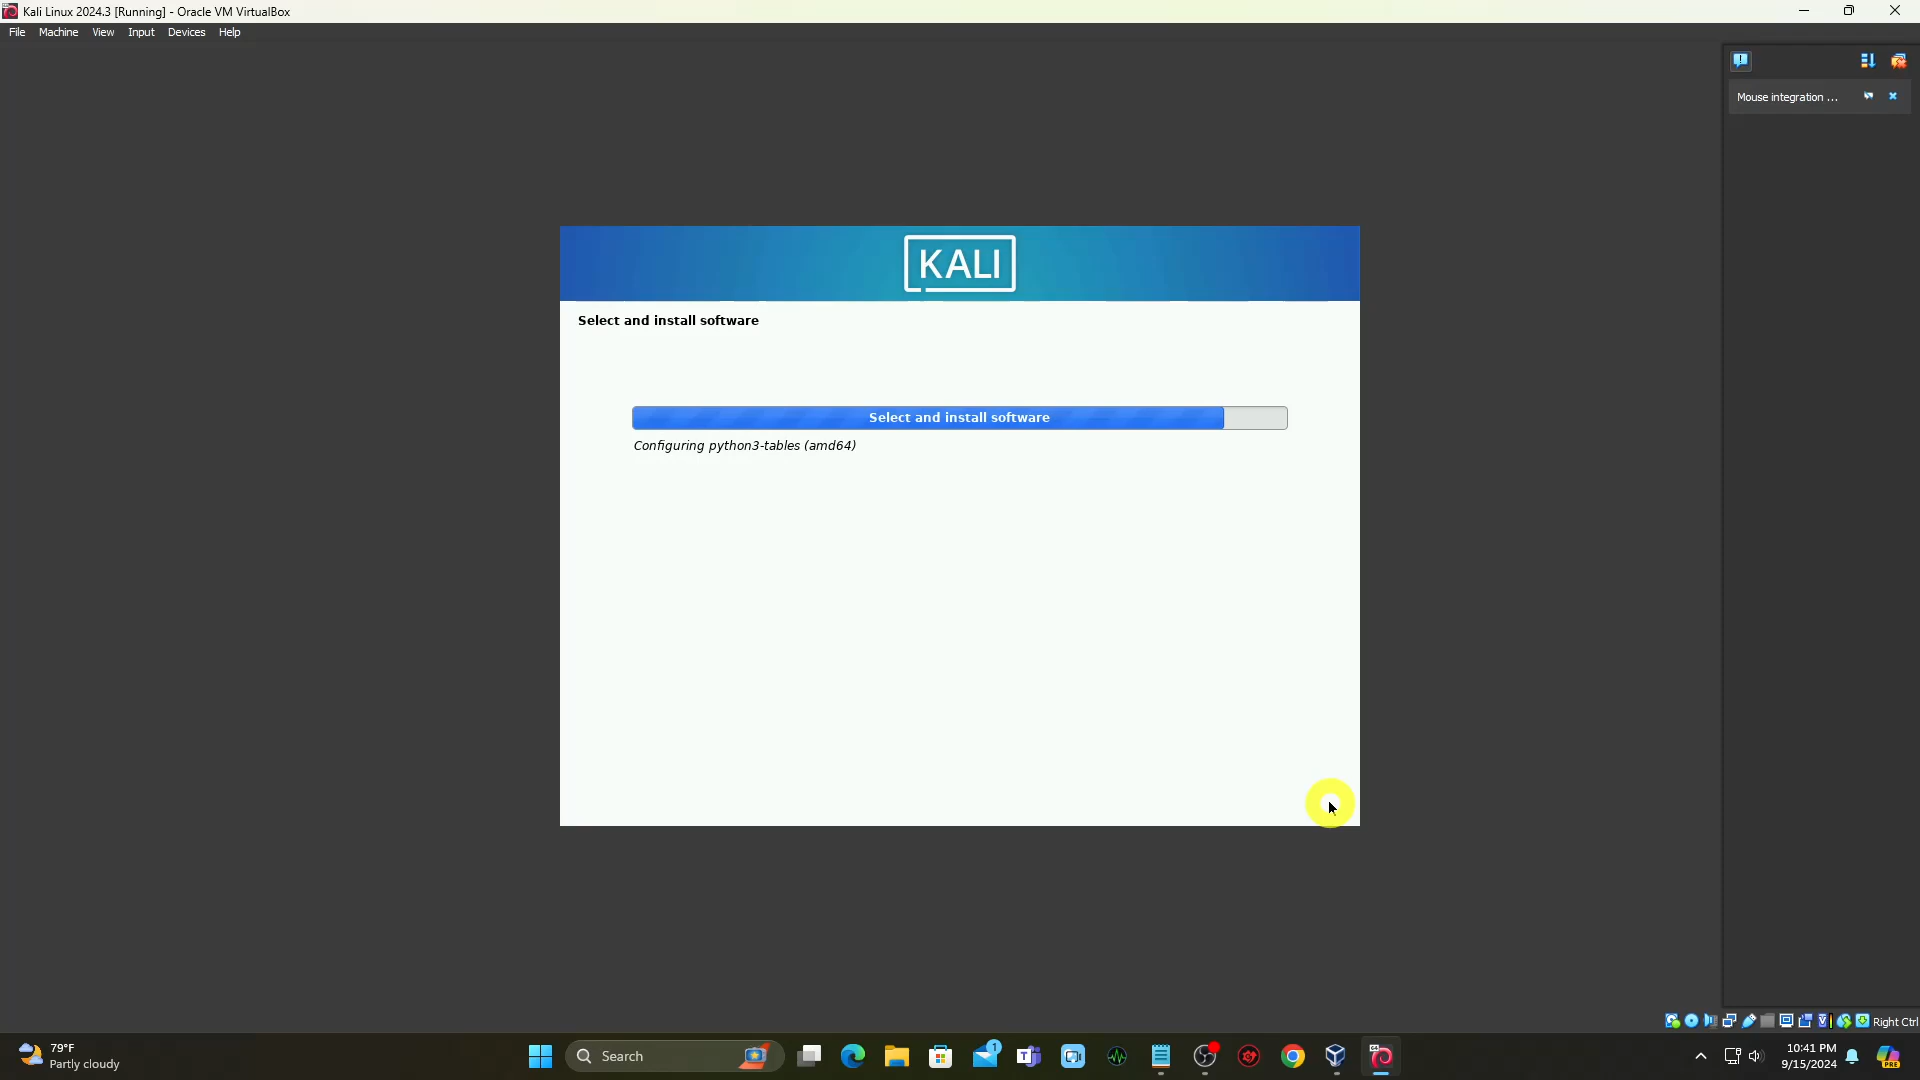 Kali Linux 2024.3 [Running] - Oracle VM VirtualBox
File Machine View Input Devices Help
Mouse integration ...
KALI
Select and install software
Select and install software
Configuring python3-tables (amd64)
Right Ctrl
79°F
Partly cloudy
Search
1
10:41 PM
9/15/2024
PRE